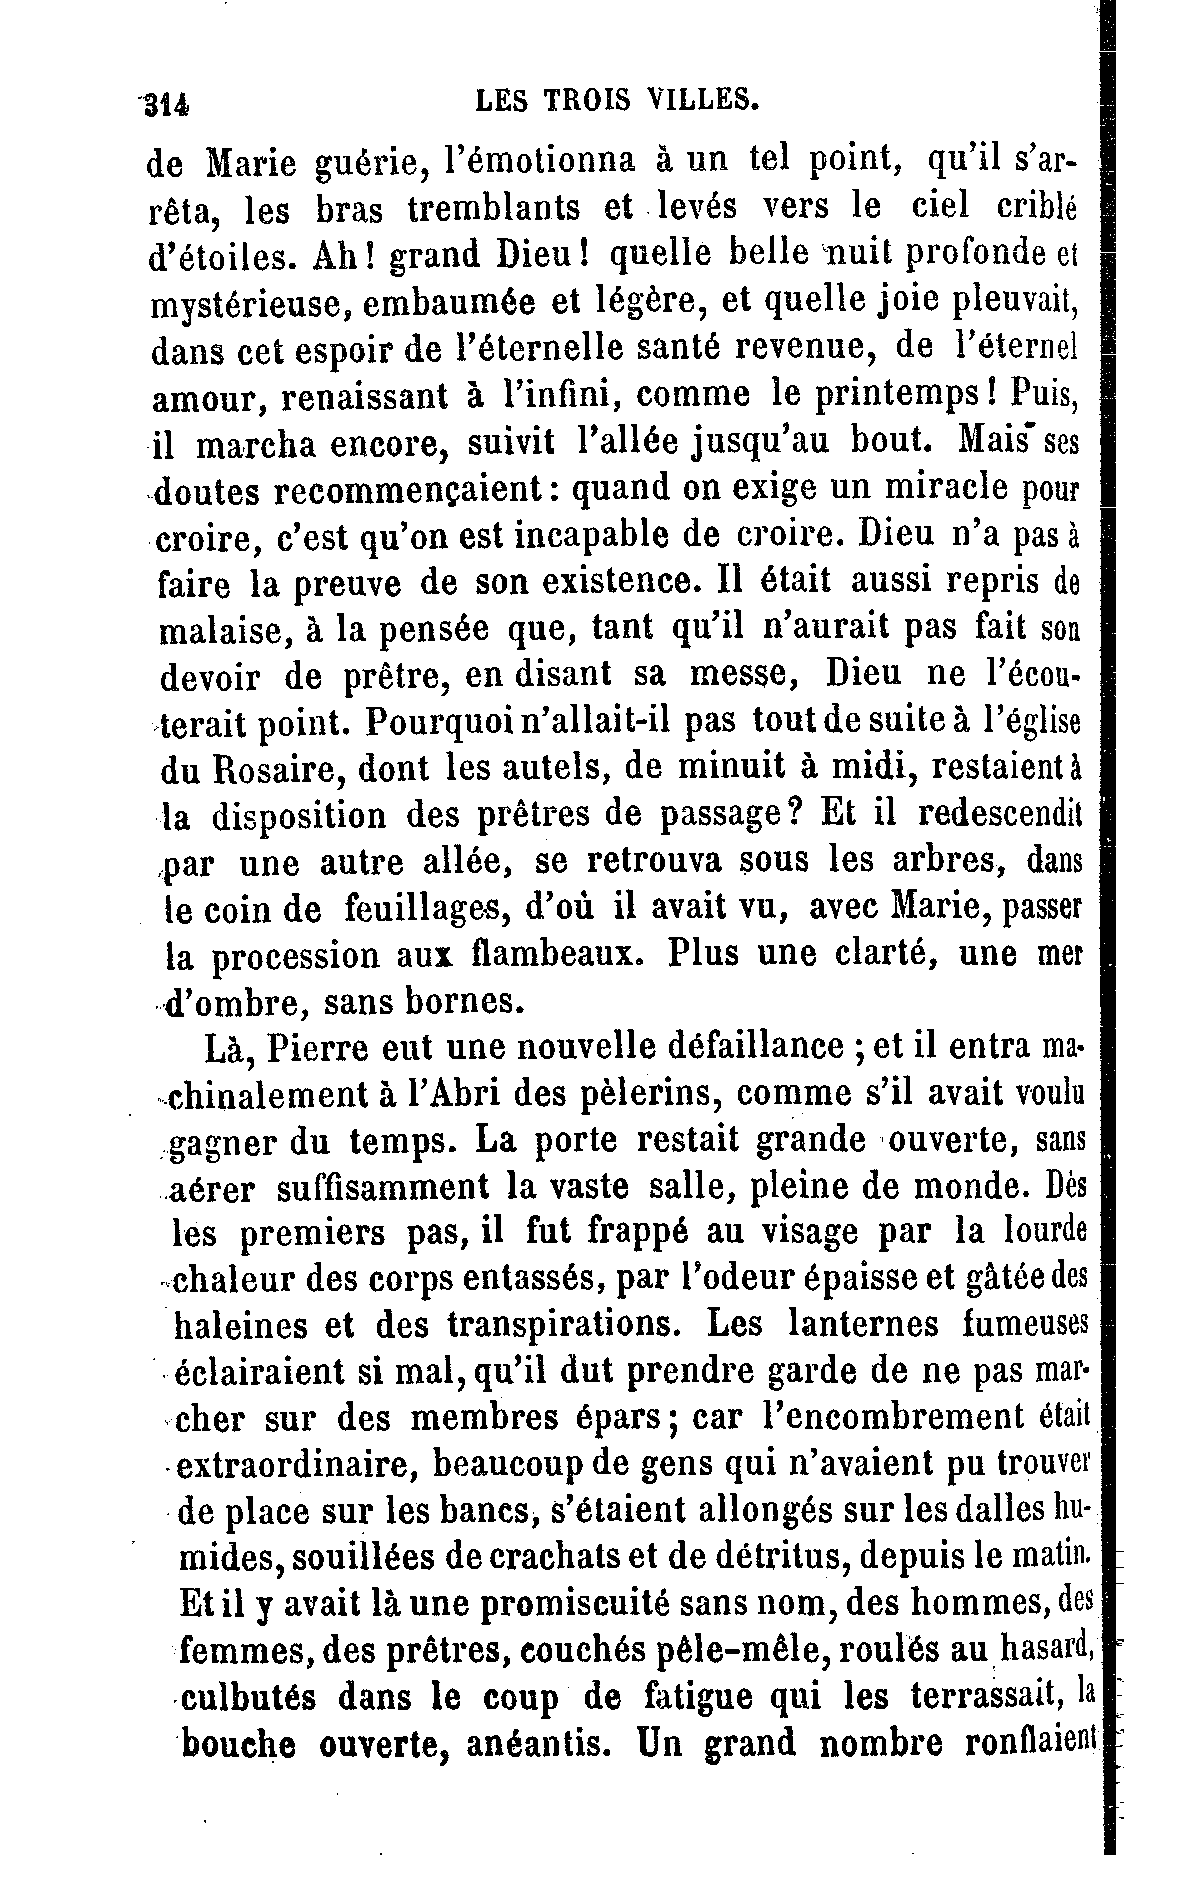 314 LES TROIS VILLES.
de Marie guérie, l'émotionna à un tel point, qu'il s'ar-
rêta, les bras tremblants et levés vers le ciel criblé
d'étoiles. Ah! grand Dieu! quelle belle nuit profonde et
mystérieuse, embaumée et légère, et quelle joie pleuvait,
dans cet espoir de l'éternelle santé revenue, de l'éternel
amour, renaissant à l'infini, comme le printemps! Puis,
il marcha encore, suivit l'allée jusqu'au bout. Mais ses
doutes recommençaient: quand on exige un miracle pour
croire, c'est qu'on est incapable de croire. Dieu n'a pas à
faire la preuve de son existence. Il était aussi repris de
malaise, à la pensée que, tant qu'il n'aurait pas fait son
devoir de prêtre, en disant sa messe, Dieu ne l'écou-
terait point. Pourquoi n'allait-il pas tout de suite à l'église
du Rosaire, dont les autels, de minuit à midi, restaient à
la disposition des prêtres de passage? Et il redescendit
par une autre allée, se retrouva sous les arbres, dans
le coin de feuillages, d'où il avait vu, avec Marie, passer
la procession aux flambeaux. Plus une clarté, une mer
d'ombre, sans bornes.
Là, Pierre eut une nouvelle défaillance; et il entra ma-
chinalement à l'Abri des pèlerins, comme s'il avait voulu
gagner du temps. La porte restait grande ouverte, sans
aérer suffisamment la vaste salle, pleine de monde. Dès
les premiers pas, il fut frappé au visage par la lourde
chaleur des corps entassés, par l'odeur épaisse et gâtée des
haleines et des transpirations. Les lanternes fumeuses
éclairaient si mal, qu'il dut prendre garde de ne pas mar-
cher sur des membres épars; car l'encombrement était
extraordinaire, beaucoup de gens qui n'avaient pu trouver
de place sur les bancs, s'étaient allongés sur les dalles hu-
mides, souillées de crachats et de détritus, depuis le matin.
Et il y avait là une promiscuité sans nom, des hommes, des
femmes, des prêtres, couchés pêle-mêle, roulés au hasard,
culbutés dans le coup de fatigue qui les terrassait, la
bouche ouverte, anéantis. Un grand nombre ronflaient